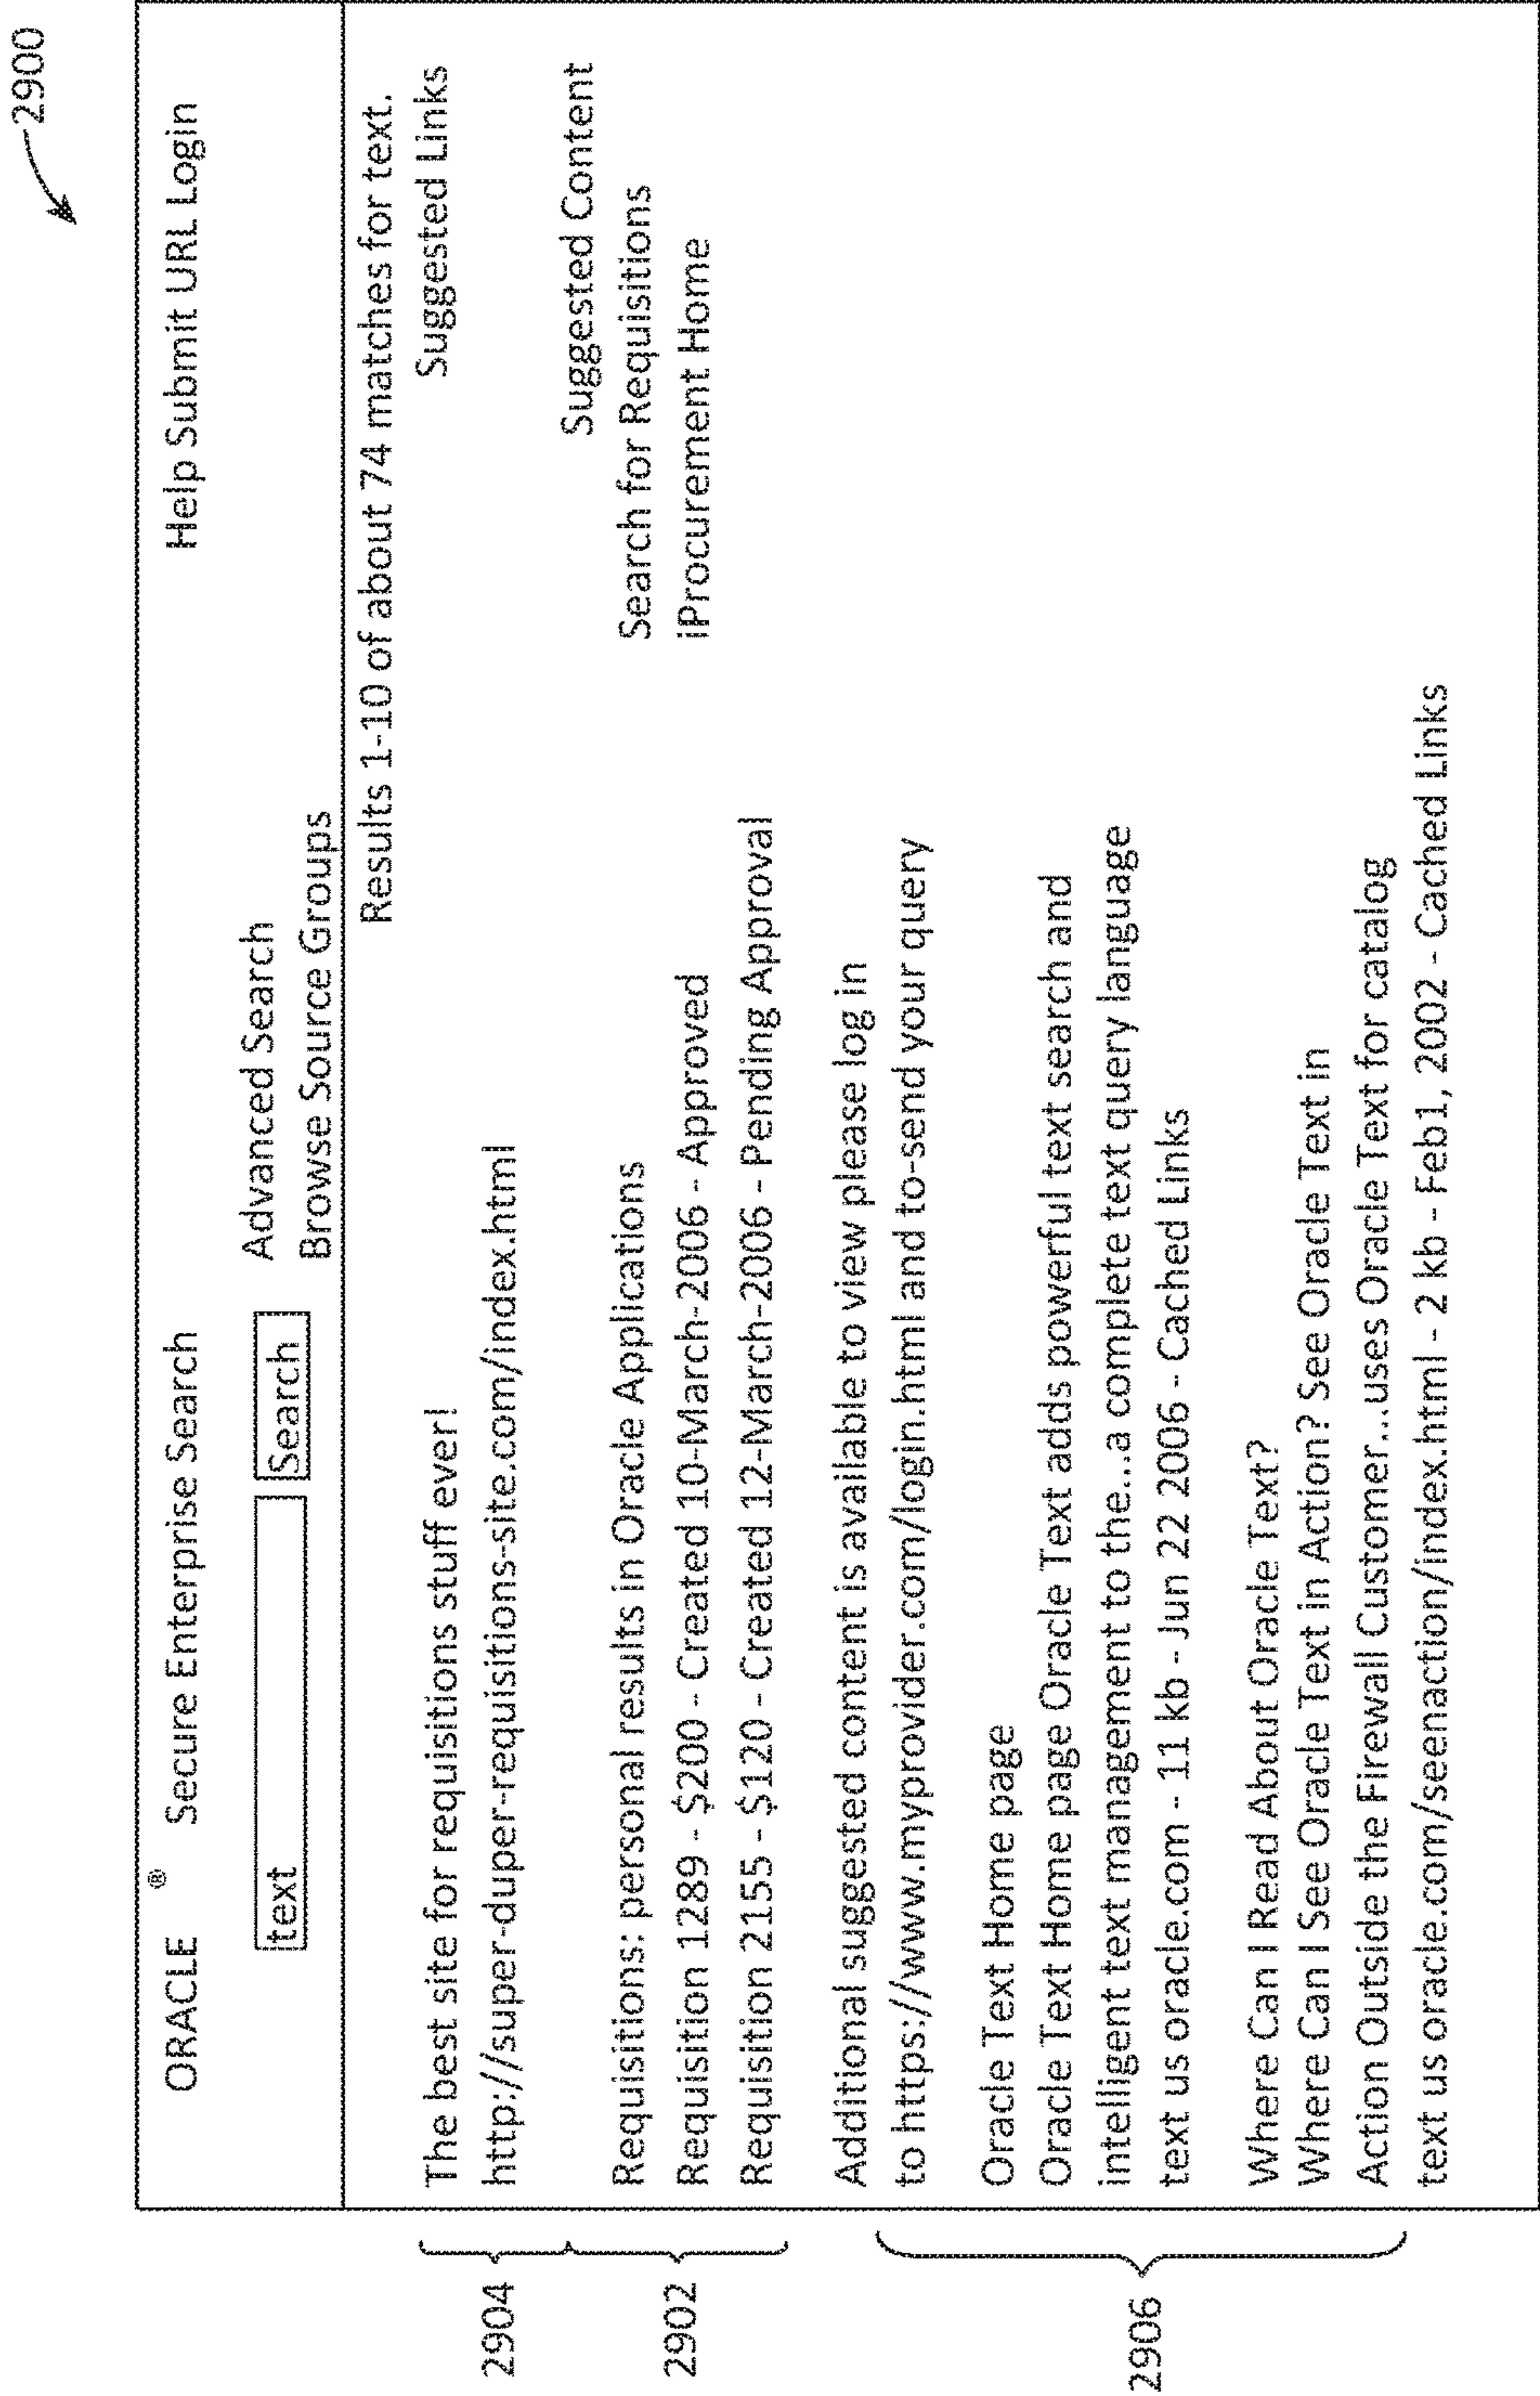 2900
ORACLE ® Secure Enterprise Search Help Submit URL Login
text Search Advanced Search
Browse Source Groups
Results 1-10 of about 74 matches for text.
2904
The best site for requisitions stuff ever! Suggested Links
http://super-duper-requisitions-site.com/index.html
Suggested Content
2902
Requisitions: personal results in Oracle Applications Search for Requisitions
Requisition 1289 - $200 - Created 10-March-2006 - Approved iProcurement Home
Requisition 2155 - $120 - Created 12-March-2006 - Pending Approval
2906
Additional suggested content is available to view please log in
to https://www.myprovider.com/login.html and to-send your query
Oracle Text Home page
Oracle Text Home page Oracle Text adds powerful text search and
intelligent text management to the...a complete text query language
text us oracle.com - 11 kb - Jun 22 2006 - Cached Links
Where Can I Read About Oracle Text?
Where Can I See Oracle Text in Action? See Oracle Text in
Action Outside the Firewall Customer...uses Oracle Text for catalog
text us oracle.com/seenaction/index.html - 2 kb - Feb1, 2002 - Cached Links